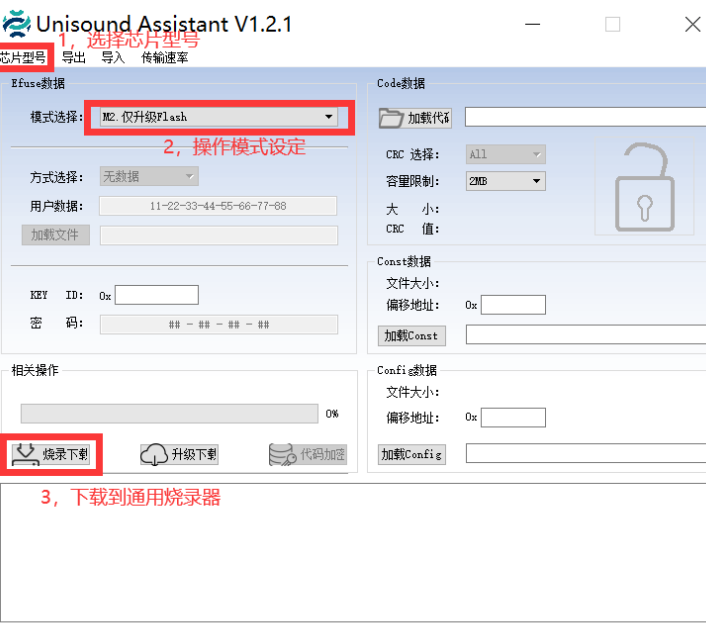 Unisound Assistant V1.2.1
1，选择芯片型号
芯片型号 导出 导入 传输速率
Efuse数据
模式选择： M2.仅升级Flash
2，操作模式设定
方式选择： 无数据
用户数据： 11-22-33-44-55-66-77-88
加载文件
KEY ID： 0x
密 码： ## - ## - ## - ##
相关操作
0%
烧录下载 升级下载 代码加密
3，下载到通用烧录器
Code数据
加载代码
CRC 选择： All
容量限制： 2MB
大 小：
CRC 值：
Const数据
文件大小：
偏移地址： 0x
加载Const
Config数据
文件大小：
偏移地址： 0x
加载Config